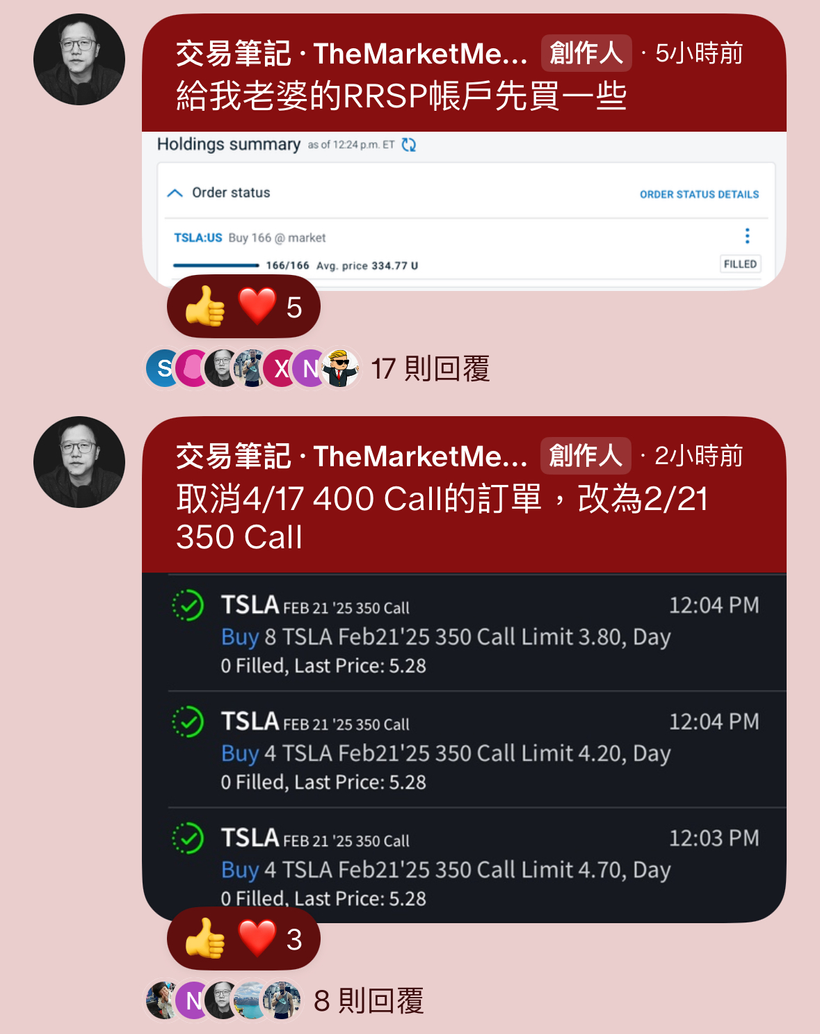 交易筆記 · TheMarketMe... 創作人 · 5小時前
給我老婆的RRSP帳戶先買一些
Holdings summary as of 12:24 p.m. ET
Order status ORDER STATUS DETAILS
TSLA:US Buy 166 @ market
166/166 Avg. price 334.77 U FILLED
👍 ❤️ 5
S X N 17 則回覆
交易筆記 · TheMarketMe... 創作人 · 2小時前
取消4/17 400 Call的訂單，改為2/21
350 Call
TSLA FEB 21 '25 350 Call 12:04 PM
Buy 8 TSLA Feb21'25 350 Call Limit 3.80, Day
0 Filled, Last Price: 5.28
TSLA FEB 21 '25 350 Call 12:04 PM
Buy 4 TSLA Feb21'25 350 Call Limit 4.20, Day
0 Filled, Last Price: 5.28
TSLA FEB 21 '25 350 Call 12:03 PM
Buy 4 TSLA Feb21'25 350 Call Limit 4.70, Day
0 Filled, Last Price: 5.28
👍 ❤️ 3
N 8 則回覆